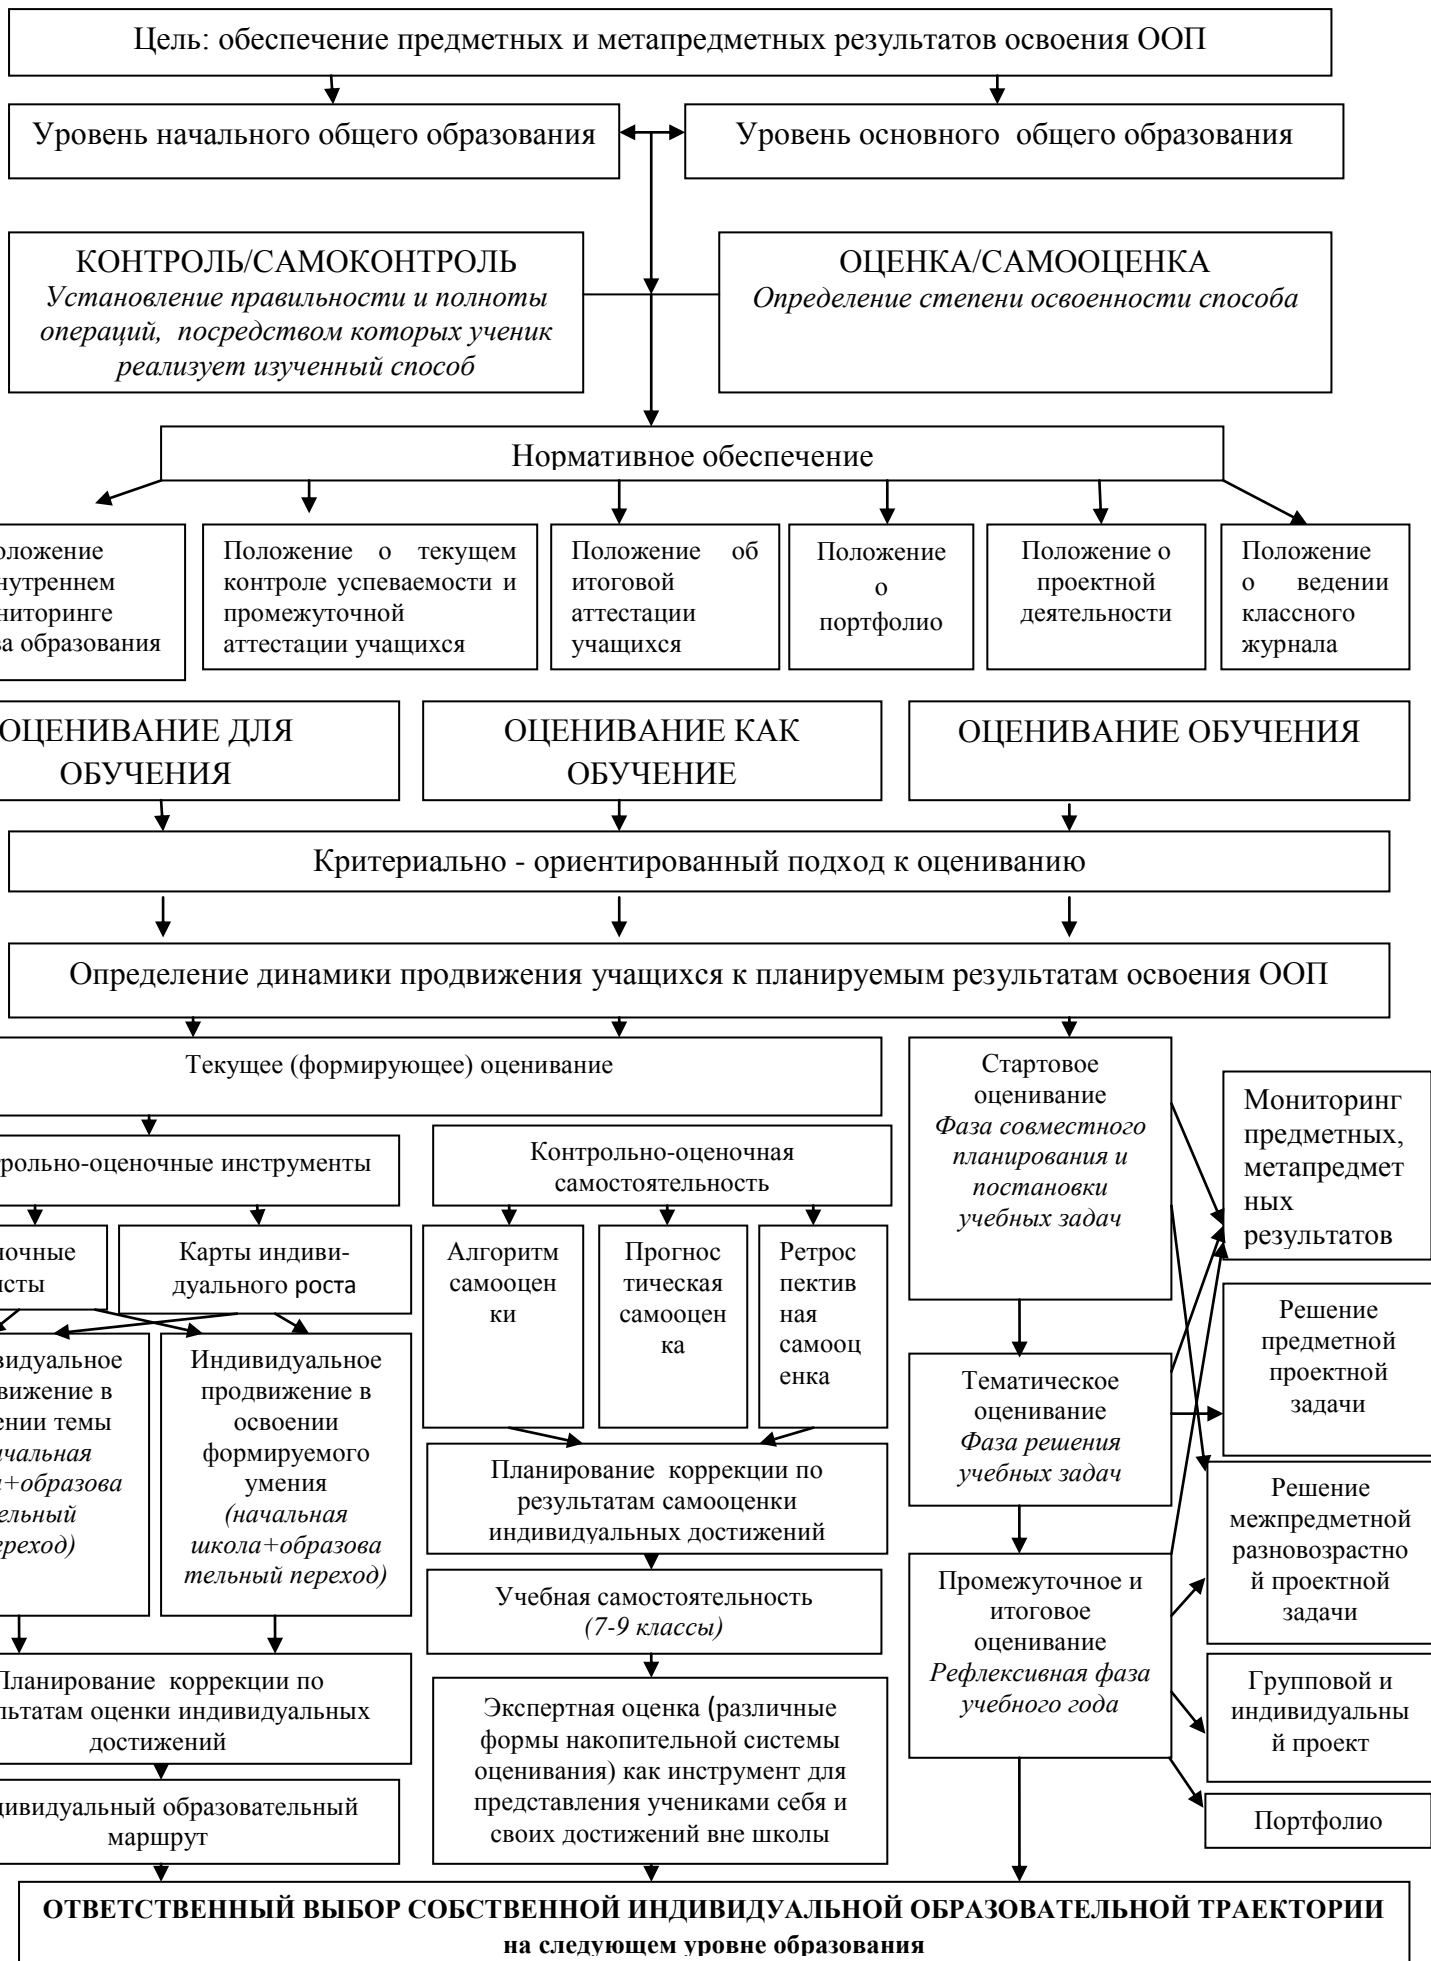 Цель: обеспечение предметных и метапредметных результатов освоения ООП
Уровень начального общего образования
Уровень основного общего образования
КОНТРОЛЬ/САМОКОНТРОЛЬ
Установление правильности и полноты
операций, посредством которых ученик
реализует изученный способ
ОЦЕНКА/САМООЦЕНКА
Определение степени освоенности способа
Нормативное обеспечение
образования
Положение о текущем
контроле успеваемости и
промежуточной
аттестации учащихся
Положение об
итоговой
аттестации
учащихся
Положение
о
портфолио
Положение о
проектной
деятельности
Положение
о ведении
классного
журнала
ОЦЕНИВАНИЕ ДЛЯ
ОБУЧЕНИЯ
ОЦЕНИВАНИЕ КАК
ОБУЧЕНИЕ
ОЦЕНИВАНИЕ ОБУЧЕНИЯ
Критериально - ориентированный подход к оцениванию
Определение динамики продвижения учащихся к планируемым результатам освоения ООП
Текущее (формирующее) оценивание
трольно-оценочные инструменты
Карты индиви-
дуального роста
Индивидуальное
продвижение в
освоении
формируемого
умения
(начальная
школа+образова
тельный переход)
темы
Планирование коррекции по
оценки индивидуальных
достижений
образовательный
маршрут
Контрольно-оценочная
самостоятельность
Алгоритм
самооцен
ки
Прогнос
тическая
самооцен
ка
Ретрос
пектив
ная
самооц
енка
Планирование коррекции по
результатам самооценки
индивидуальных достижений
Учебная самостоятельность
(7-9 классы)
Экспертная оценка (различные
формы накопительной системы
оценивания) как инструмент для
представления учениками себя и
своих достижений вне школы
Стартовое
оценивание
Фаза совместного
планирования и
постановки
учебных задач
Тематическое
оценивание
Фаза решения
учебных задач
Промежуточное и
итоговое
оценивание
Рефлексивная фаза
учебного года
Мониторинг
предметных,
метапредмет
ных
результатов
Решение
предметной
проектной
задачи
Решение
межпредметной
разновозрастно
й проектной
задачи
Групповой и
индивидуальны
й проект
Портфолио
ОТВЕТСТВЕННЫЙ ВЫБОР СОБСТВЕННОЙ ИНДИВИДУАЛЬНОЙ ОБРАЗОВАТЕЛЬНОЙ ТРАЕКТОРИИ
на следующем уровне образования